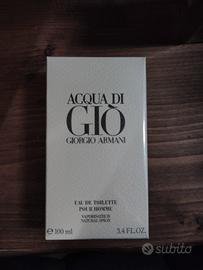 ACQUA DI
GIÒ
GIORGIO ARMANI
EAU DE TOILETTE
POUR HOMME
VAPORISATEUR
NATURAL SPRAY
100 ml
3.4 FL.OZ.
subito